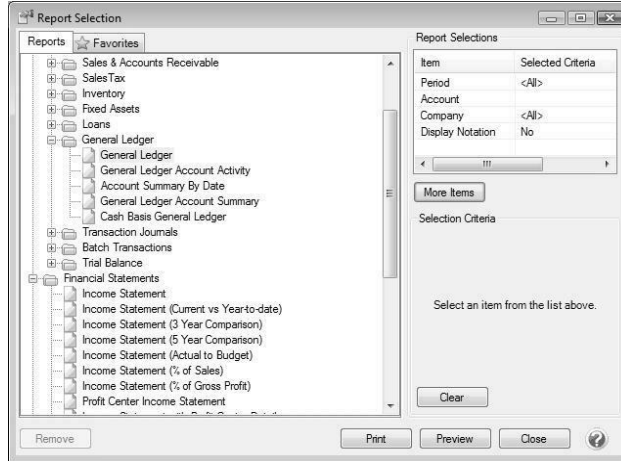 Report Selection
Reports
Favorites
Sales & Accounts Receivable
Sales Tax
Inventory
Fixed Assets
Loans
General Ledger
General Ledger
General Ledger Account Activity
Account Summary By Date
General Ledger Account Summary
Cash Basis General Ledger
Transaction Journals
Batch Transactions
Trial Balance
Financial Statements
Income Statement
Income Statement (Current vs Year-to-date)
Income Statement (3 Year Comparison)
Income Statement (5 Year Comparison)
Income Statement (Actual to Budget)
Income Statement (% of Sales)
Income Statement (% of Gross Profit)
Profit Center Income Statement
Report Selections
Item Selected Criteria
Period <All>
Account
Company <All>
Display Notation No
More Items
Selection Criteria
Select an item from the list above.
Clear
Remove
Print
Preview
Close